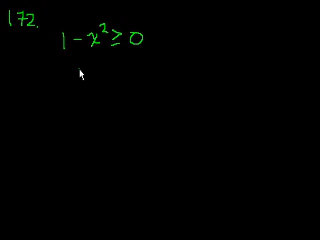 172.
1 - x² ≥ 0